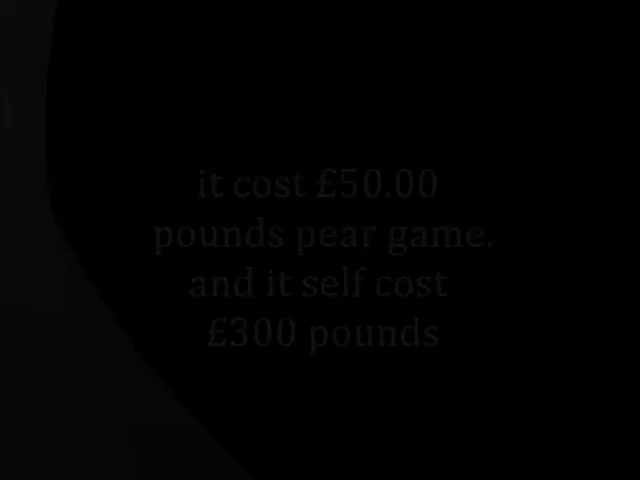 it cost £50.00
pounds pear game.
and it self cost
£300 pounds